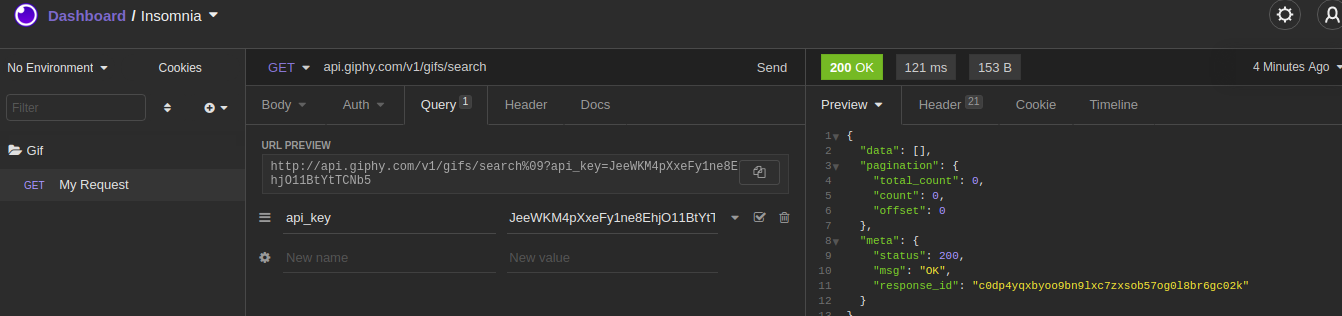 Dashboard / Insomnia
No Environment Cookies
GET api.giphy.com/v1/gifs/search Send
200 OK 121 ms 153 B 4 Minutes Ago
Filter
Body Auth Query 1 Header Docs
Preview Header 21 Cookie Timeline
Gif
GET My Request
URL PREVIEW
http://api.giphy.com/v1/gifs/search%09?api_key=JeeWKM4pXxeFy1ne8E
hjO11BtYtTCNb5
api_key JeeWKM4pXxeFy1ne8EhjO11BtYtT
New name New value
1 {
2 "data": [],
3 "pagination": {
4 "total_count": 0,
5 "count": 0,
6 "offset": 0
7 },
8 "meta": {
9 "status": 200,
10 "msg": "OK",
11 "response_id": "c0dp4yqxbyoo9bn9lxc7zxsob57og0l8br6gc02k"
12 }
13 }